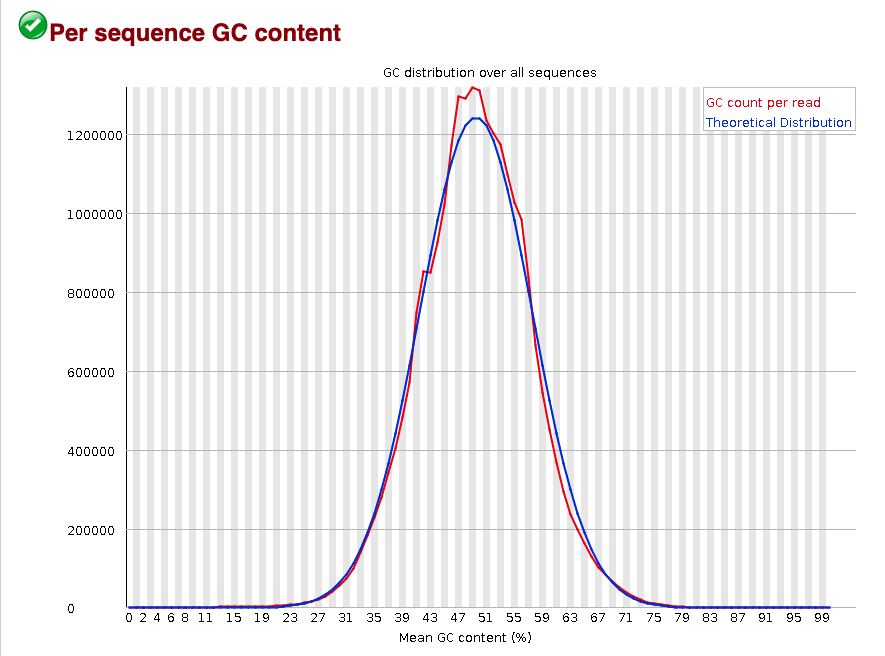 Per sequence GC content
GC distribution over all sequences
GC count per read
Theoretical Distribution
1200000
1000000
800000
600000
400000
200000
0
0 2 4 6 8 11 15 19 23 27 31 35 39 43 47 51 55 59 63 67 71 75 79 83 87 91 95 99
Mean GC content (%)